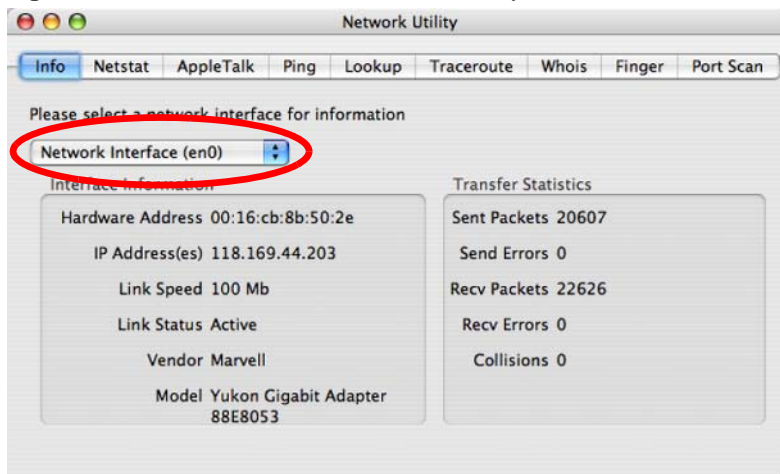 Network Utility
Info Netstat AppleTalk Ping Lookup Traceroute Whois Finger Port Scan
Please select a network interface for information
Network Interface (en0)
Interface Information
Hardware Address 00:16:cb:8b:50:2e
IP Address(es) 118.169.44.203
Link Speed 100 Mb
Link Status Active
Vendor Marvell
Model Yukon Gigabit Adapter
88E8053
Transfer Statistics
Sent Packets 20607
Send Errors 0
Recv Packets 22626
Recv Errors 0
Collisions 0